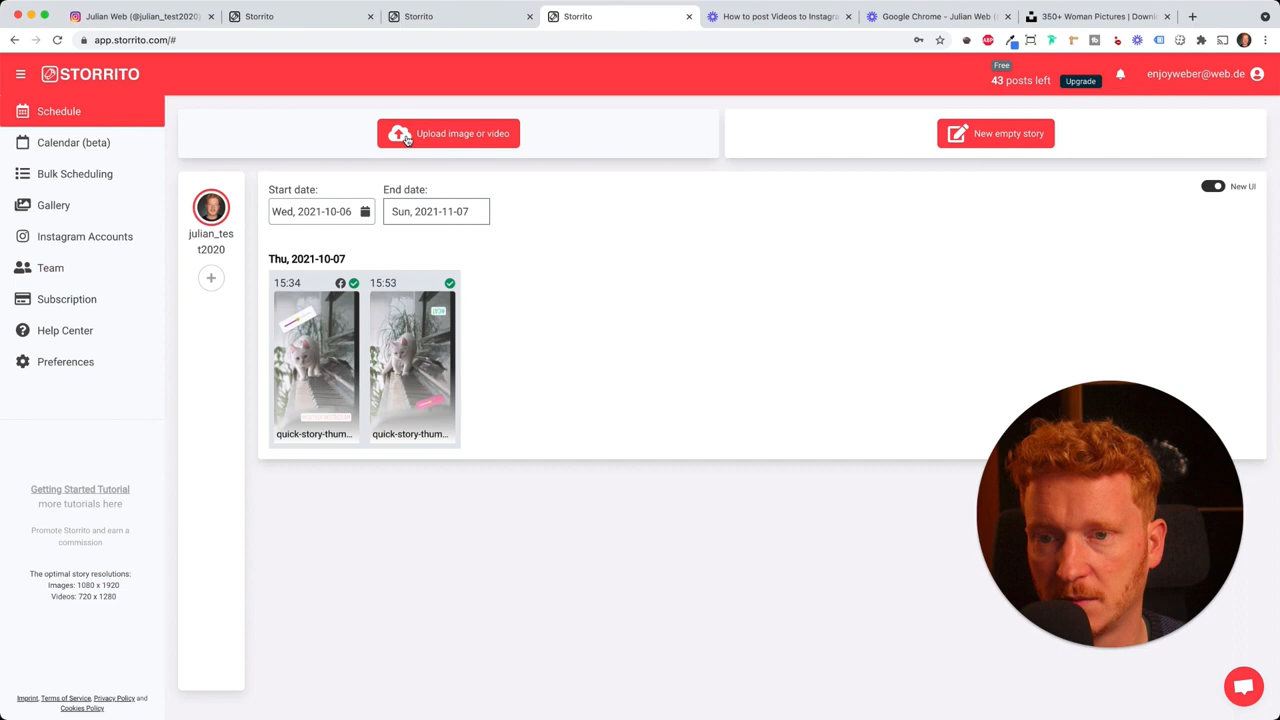 Julian Web (@julian_test2020)
Storrito
Storrito
Storrito
How to post Videos to Instagra
Google Chrome - Julian Web (
350+ Woman Pictures | Downl
app.storrito.com/#
STORRITO
Free
43 posts left
Upgrade
enjoyweber@web.de
Schedule
Calendar (beta)
Bulk Scheduling
Gallery
Instagram Accounts
Team
Subscription
Help Center
Preferences
Getting Started Tutorial
more tutorials here
Promote Storrito and earn a
commission
The optimal story resolutions:
Images: 1080 x 1920
Videos: 720 x 1280
Imprint, Terms of Service, Privacy Policy and
Cookies Policy
Upload image or video
New empty story
julian_tes
t2020
Start date:
End date:
Wed, 2021-10-06
Sun, 2021-11-07
New UI
Thu, 2021-10-07
15:34
15:53
quick-story-thum...
quick-story-thum...